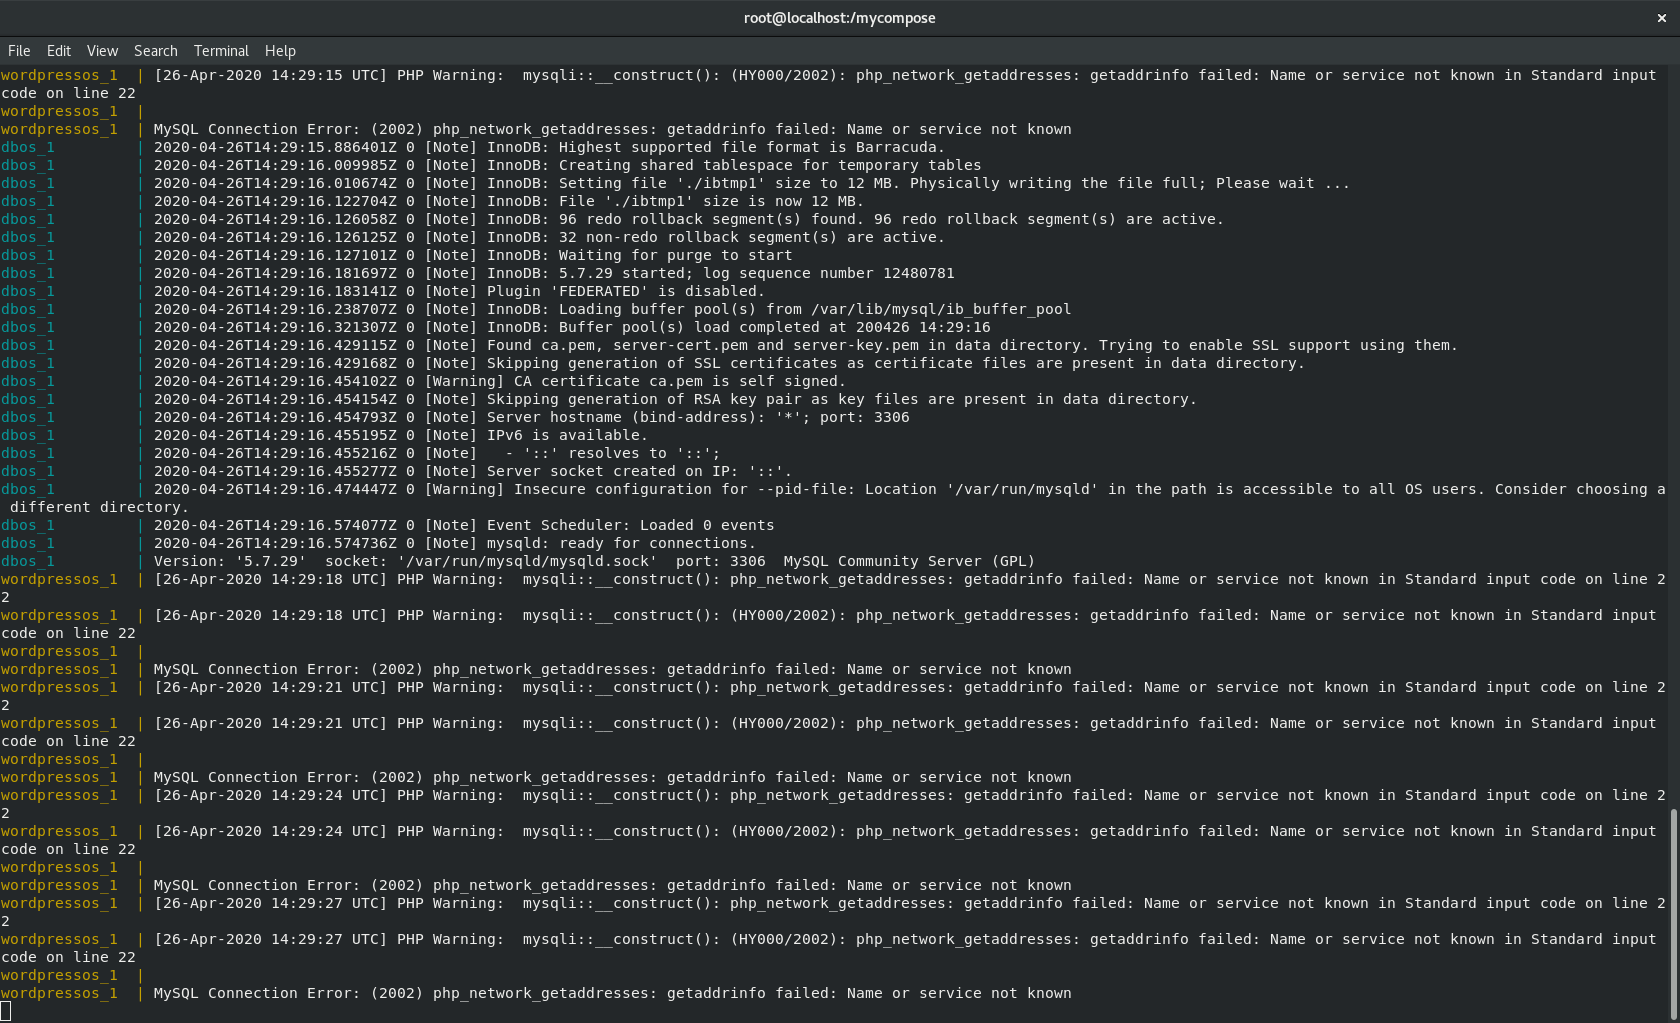 root@localhost:/mycompose
File Edit View Search Terminal Help
wordpressos_1 | [26-Apr-2020 14:29:15 UTC] PHP Warning: mysqli::__construct(): (HY000/2002): php_network_getaddresses: getaddrinfo failed: Name or service not known in Standard input
code on line 22
wordpressos_1 |
wordpressos_1 | MySQL Connection Error: (2002) php_network_getaddresses: getaddrinfo failed: Name or service not known
dbos_1 | 2020-04-26T14:29:15.886401Z 0 [Note] InnoDB: Highest supported file format is Barracuda.
dbos_1 | 2020-04-26T14:29:16.009985Z 0 [Note] InnoDB: Creating shared tablespace for temporary tables
dbos_1 | 2020-04-26T14:29:16.010674Z 0 [Note] InnoDB: Setting file './ibtmp1' size to 12 MB. Physically writing the file full; Please wait ...
dbos_1 | 2020-04-26T14:29:16.122704Z 0 [Note] InnoDB: File './ibtmp1' size is now 12 MB.
dbos_1 | 2020-04-26T14:29:16.126058Z 0 [Note] InnoDB: 96 redo rollback segment(s) found. 96 redo rollback segment(s) are active.
dbos_1 | 2020-04-26T14:29:16.126125Z 0 [Note] InnoDB: 32 non-redo rollback segment(s) are active.
dbos_1 | 2020-04-26T14:29:16.127101Z 0 [Note] InnoDB: Waiting for purge to start
dbos_1 | 2020-04-26T14:29:16.181697Z 0 [Note] InnoDB: 5.7.29 started; log sequence number 12480781
dbos_1 | 2020-04-26T14:29:16.183141Z 0 [Note] Plugin 'FEDERATED' is disabled.
dbos_1 | 2020-04-26T14:29:16.238707Z 0 [Note] InnoDB: Loading buffer pool(s) from /var/lib/mysql/ib_buffer_pool
dbos_1 | 2020-04-26T14:29:16.321307Z 0 [Note] InnoDB: Buffer pool(s) load completed at 200426 14:29:16
dbos_1 | 2020-04-26T14:29:16.429115Z 0 [Note] Found ca.pem, server-cert.pem and server-key.pem in data directory. Trying to enable SSL support using them.
dbos_1 | 2020-04-26T14:29:16.429168Z 0 [Note] Skipping generation of SSL certificates as certificate files are present in data directory.
dbos_1 | 2020-04-26T14:29:16.454102Z 0 [Warning] CA certificate ca.pem is self signed.
dbos_1 | 2020-04-26T14:29:16.454154Z 0 [Note] Skipping generation of RSA key pair as key files are present in data directory.
dbos_1 | 2020-04-26T14:29:16.454793Z 0 [Note] Server hostname (bind-address): '*'; port: 3306
dbos_1 | 2020-04-26T14:29:16.455195Z 0 [Note] IPv6 is available.
dbos_1 | 2020-04-26T14:29:16.455216Z 0 [Note]   - '::' resolves to '::';
dbos_1 | 2020-04-26T14:29:16.455277Z 0 [Note] Server socket created on IP: '::'.
dbos_1 | 2020-04-26T14:29:16.474447Z 0 [Warning] Insecure configuration for --pid-file: Location '/var/run/mysqld' in the path is accessible to all OS users. Consider choosing a
different directory.
dbos_1 | 2020-04-26T14:29:16.574077Z 0 [Note] Event Scheduler: Loaded 0 events
dbos_1 | 2020-04-26T14:29:16.574736Z 0 [Note] mysqld: ready for connections.
dbos_1 | Version: '5.7.29'  socket: '/var/run/mysqld/mysqld.sock'  port: 3306  MySQL Community Server (GPL)
wordpressos_1 | [26-Apr-2020 14:29:18 UTC] PHP Warning: mysqli::__construct(): php_network_getaddresses: getaddrinfo failed: Name or service not known in Standard input code on line 2
2
wordpressos_1 | [26-Apr-2020 14:29:18 UTC] PHP Warning: mysqli::__construct(): (HY000/2002): php_network_getaddresses: getaddrinfo failed: Name or service not known in Standard input
code on line 22
wordpressos_1 |
wordpressos_1 | MySQL Connection Error: (2002) php_network_getaddresses: getaddrinfo failed: Name or service not known
wordpressos_1 | [26-Apr-2020 14:29:21 UTC] PHP Warning: mysqli::__construct(): php_network_getaddresses: getaddrinfo failed: Name or service not known in Standard input code on line 2
2
wordpressos_1 | [26-Apr-2020 14:29:21 UTC] PHP Warning: mysqli::__construct(): (HY000/2002): php_network_getaddresses: getaddrinfo failed: Name or service not known in Standard input
code on line 22
wordpressos_1 |
wordpressos_1 | MySQL Connection Error: (2002) php_network_getaddresses: getaddrinfo failed: Name or service not known
wordpressos_1 | [26-Apr-2020 14:29:24 UTC] PHP Warning: mysqli::__construct(): php_network_getaddresses: getaddrinfo failed: Name or service not known in Standard input code on line 2
2
wordpressos_1 | [26-Apr-2020 14:29:24 UTC] PHP Warning: mysqli::__construct(): (HY000/2002): php_network_getaddresses: getaddrinfo failed: Name or service not known in Standard input
code on line 22
wordpressos_1 |
wordpressos_1 | MySQL Connection Error: (2002) php_network_getaddresses: getaddrinfo failed: Name or service not known
wordpressos_1 | [26-Apr-2020 14:29:27 UTC] PHP Warning: mysqli::__construct(): php_network_getaddresses: getaddrinfo failed: Name or service not known in Standard input code on line 2
2
wordpressos_1 | [26-Apr-2020 14:29:27 UTC] PHP Warning: mysqli::__construct(): (HY000/2002): php_network_getaddresses: getaddrinfo failed: Name or service not known in Standard input
code on line 22
wordpressos_1 |
wordpressos_1 | MySQL Connection Error: (2002) php_network_getaddresses: getaddrinfo failed: Name or service not known